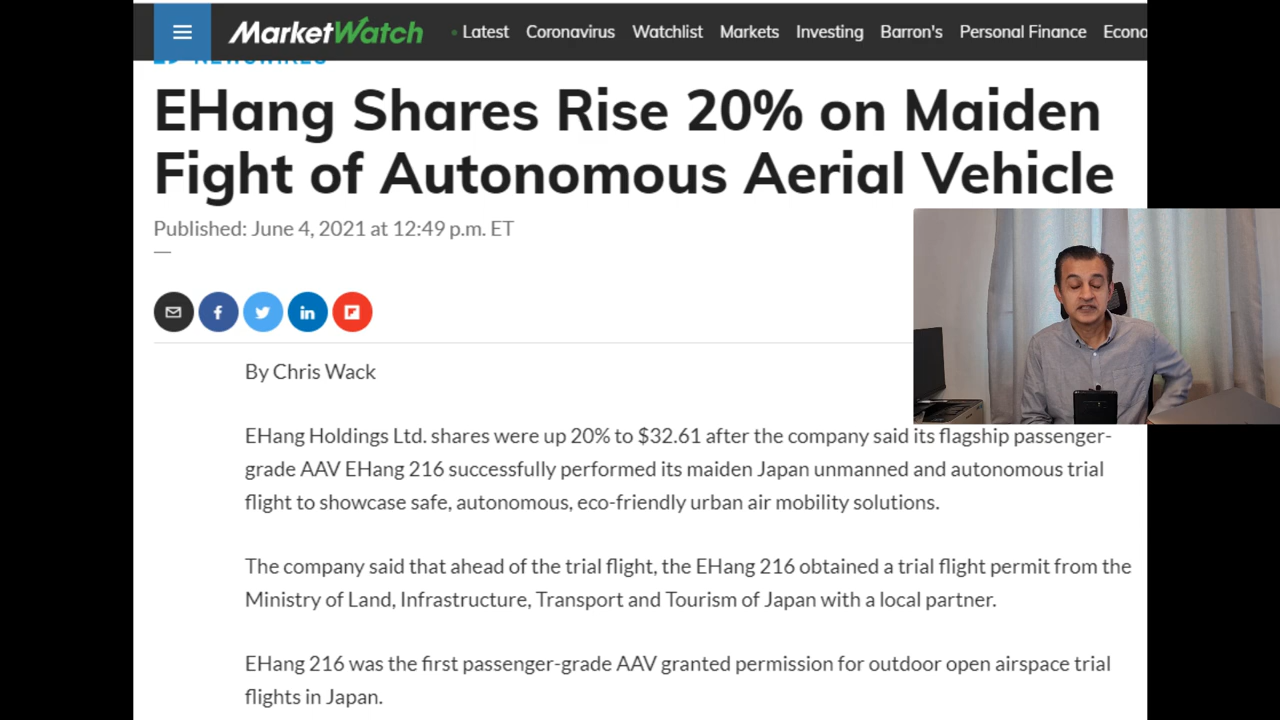 MarketWatch
Latest Coronavirus Watchlist Markets Investing Barron's Personal Finance Econo
NEWSWIRES
EHang Shares Rise 20% on Maiden
Fight of Autonomous Aerial Vehicle
Published: June 4, 2021 at 12:49 p.m. ET
By Chris Wack
EHang Holdings Ltd. shares were up 20% to $32.61 after the company said its flagship passenger-
grade AAV EHang 216 successfully performed its maiden Japan unmanned and autonomous trial
flight to showcase safe, autonomous, eco-friendly urban air mobility solutions.
The company said that ahead of the trial flight, the EHang 216 obtained a trial flight permit from the
Ministry of Land, Infrastructure, Transport and Tourism of Japan with a local partner.
EHang 216 was the first passenger-grade AAV granted permission for outdoor open airspace trial
flights in Japan.